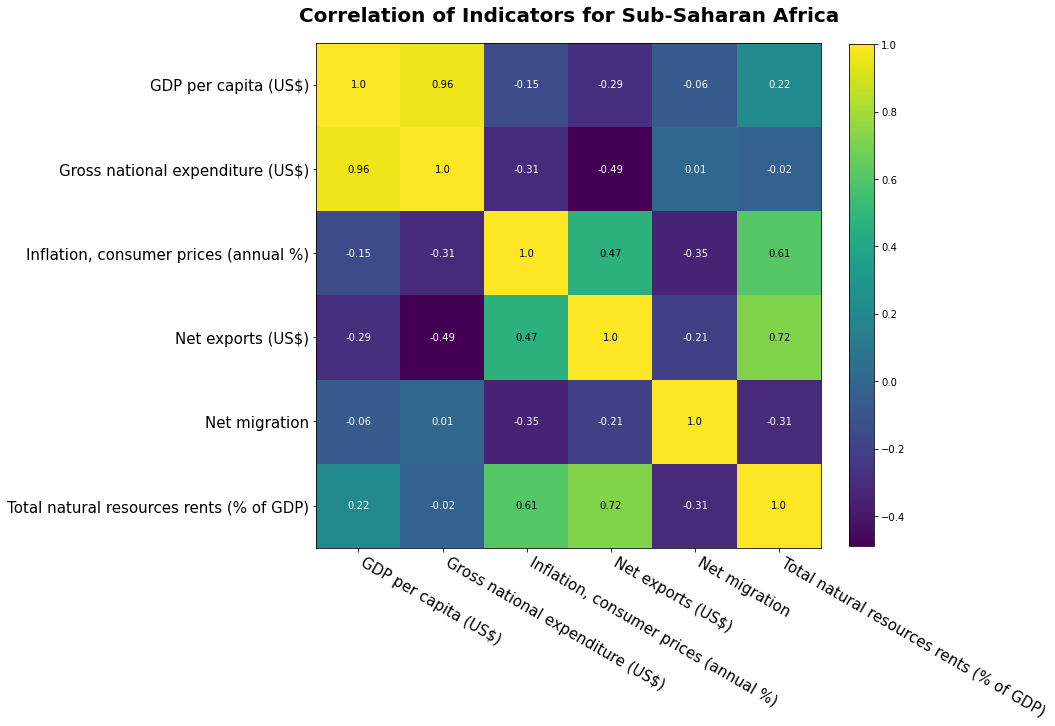 Correlation of Indicators for Sub-Saharan Africa
GDP per capita (US$) 1.0 0.96 -0.15 -0.29 -0.06 0.22
Gross national expenditure (US$) 0.96 1.0 -0.31 -0.49 0.01 -0.02
Inflation, consumer prices (annual %) -0.15 -0.31 1.0 0.47 -0.35 0.61
Net exports (US$) -0.29 -0.49 0.47 1.0 -0.21 0.72
Net migration -0.06 0.01 -0.35 -0.21 1.0 -0.31
Total natural resources rents (% of GDP) 0.22 -0.02 0.61 0.72 -0.31 1.0
GDP per capita (US$)
Gross national expenditure (US$)
Inflation, consumer prices (annual %)
Net exports (US$)
Net migration
Total natural resources rents (% of GDP)
1.0
0.8
0.6
0.4
0.2
0.0
−0.2
−0.4